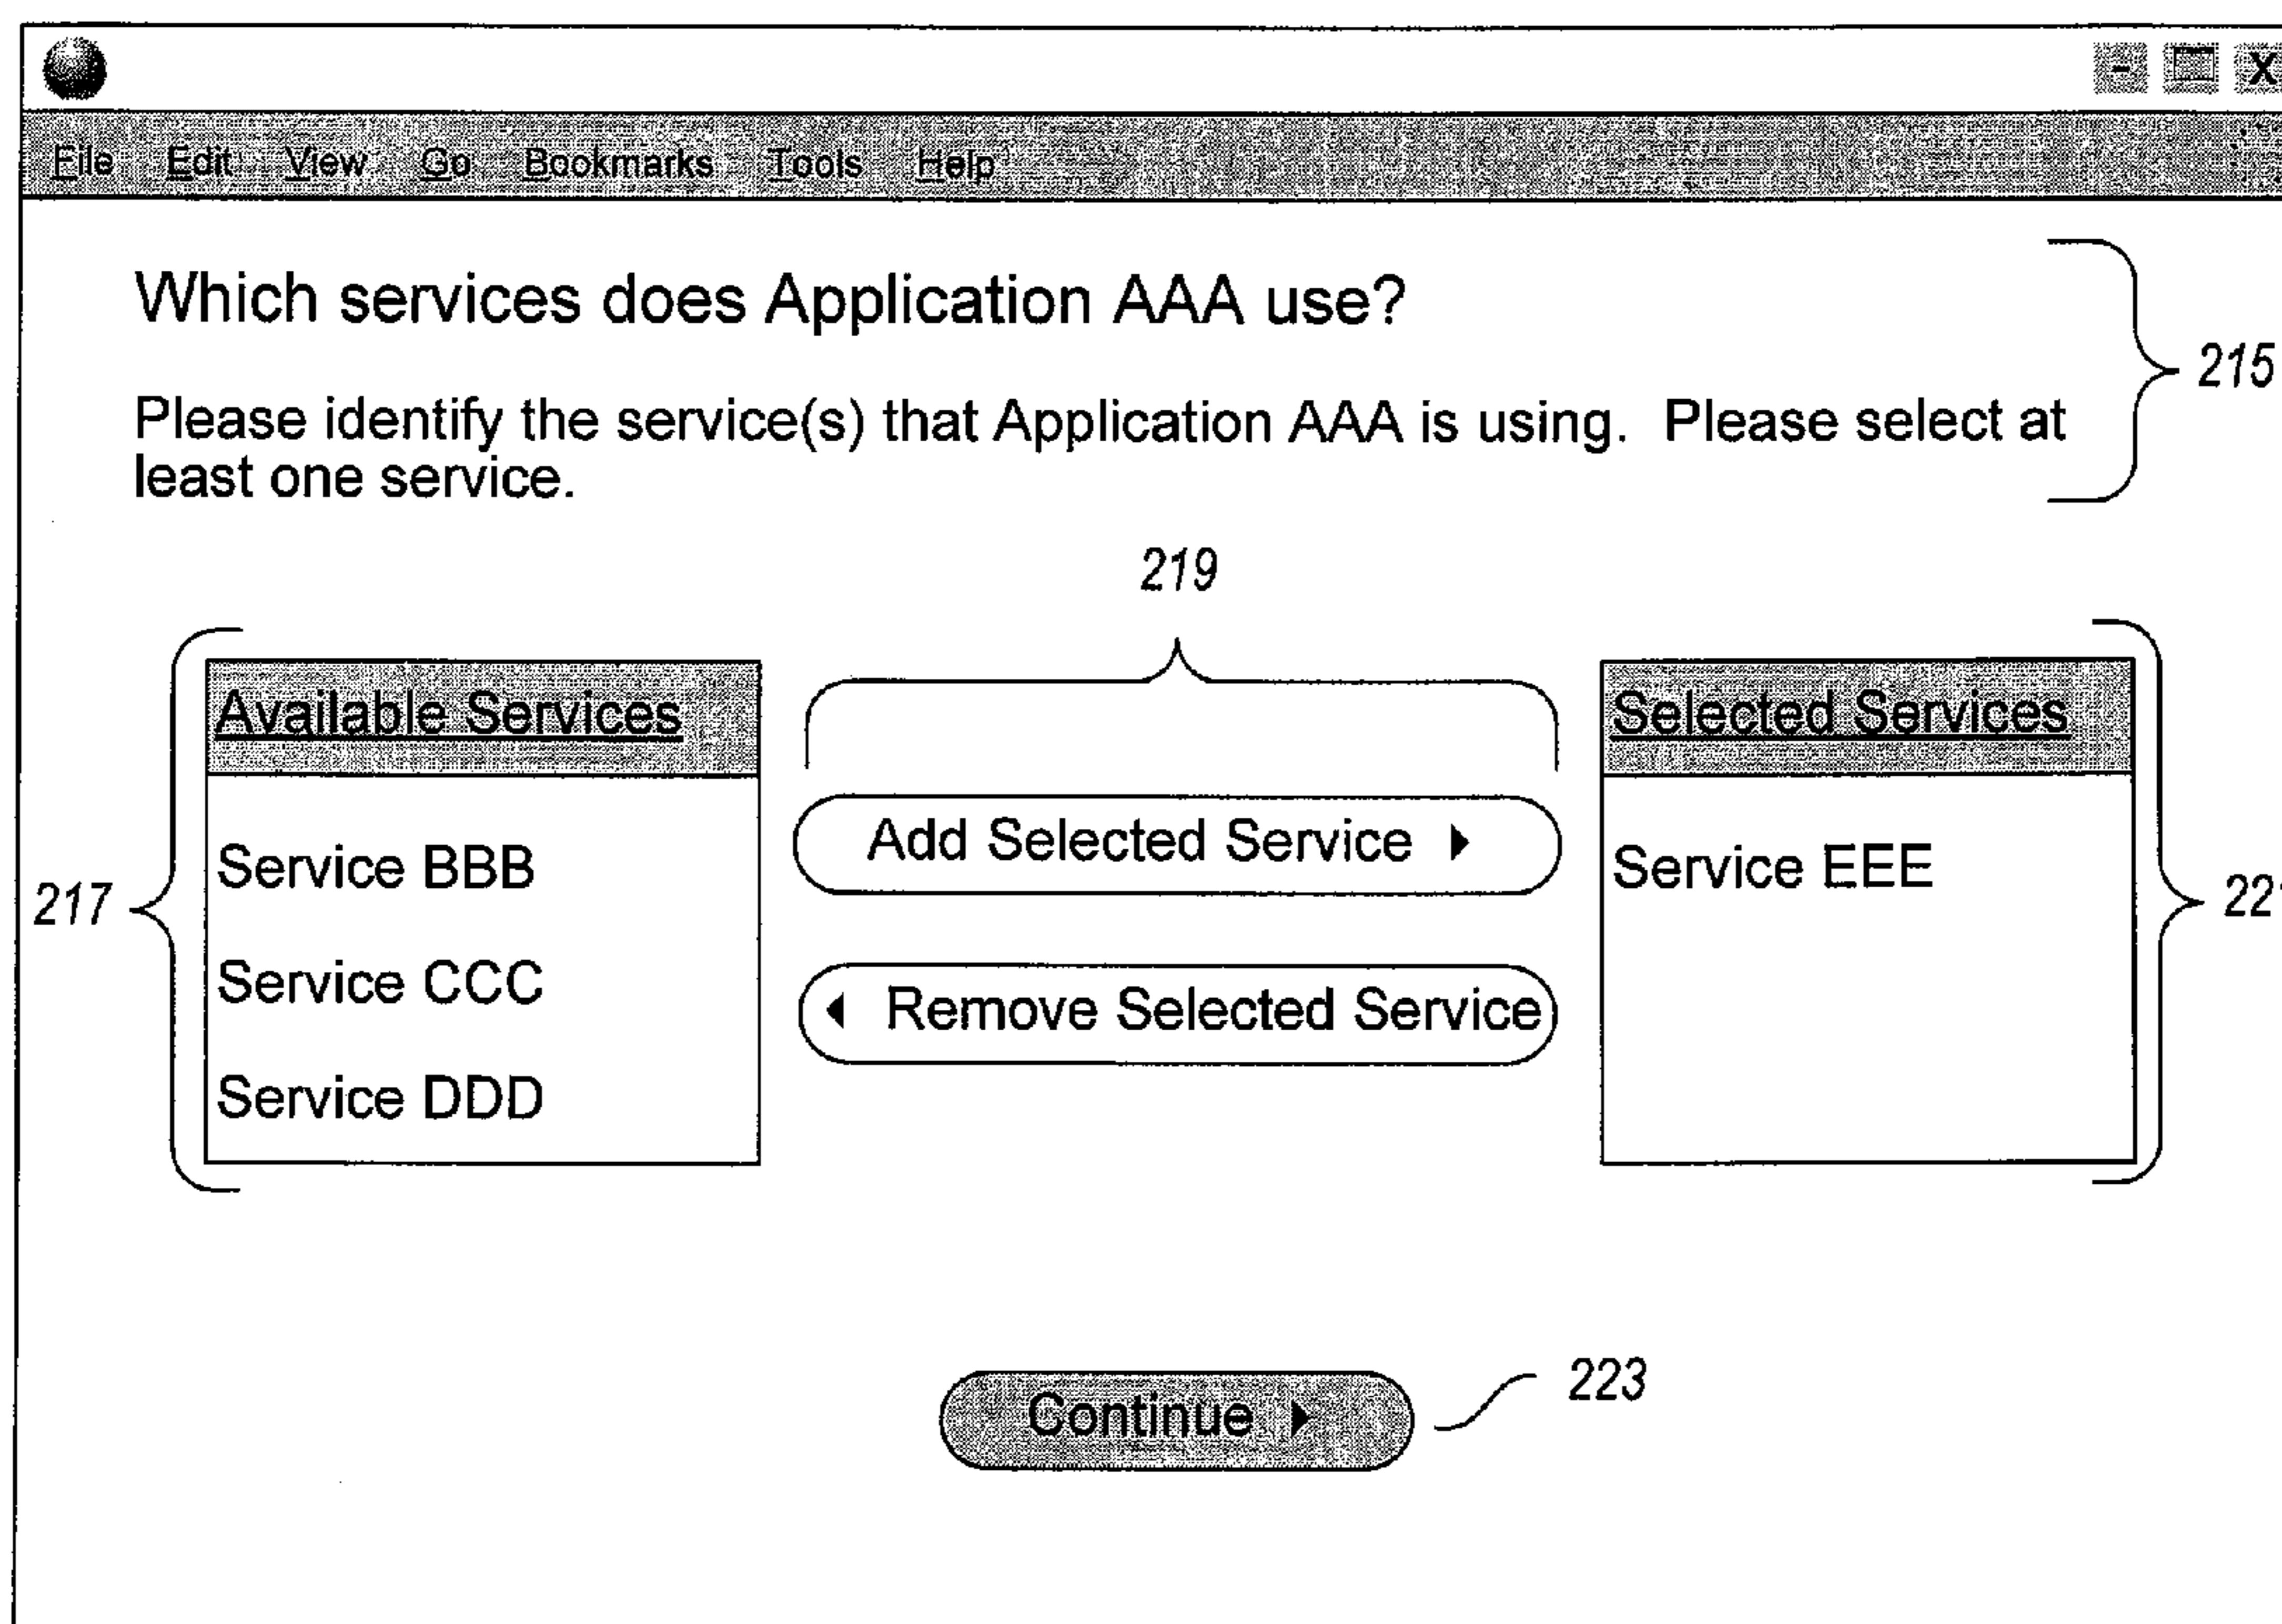 - X
File Edit View Go Bookmarks Tools Help
Which services does Application AAA use?
215
Please identify the service(s) that Application AAA is using. Please select at
least one service.
219
Available Services
Selected Services
Add Selected Service ▶
Service BBB
Service EEE
217
Service CCC
◀ Remove Selected Service
Service DDD
223
Continue ▶